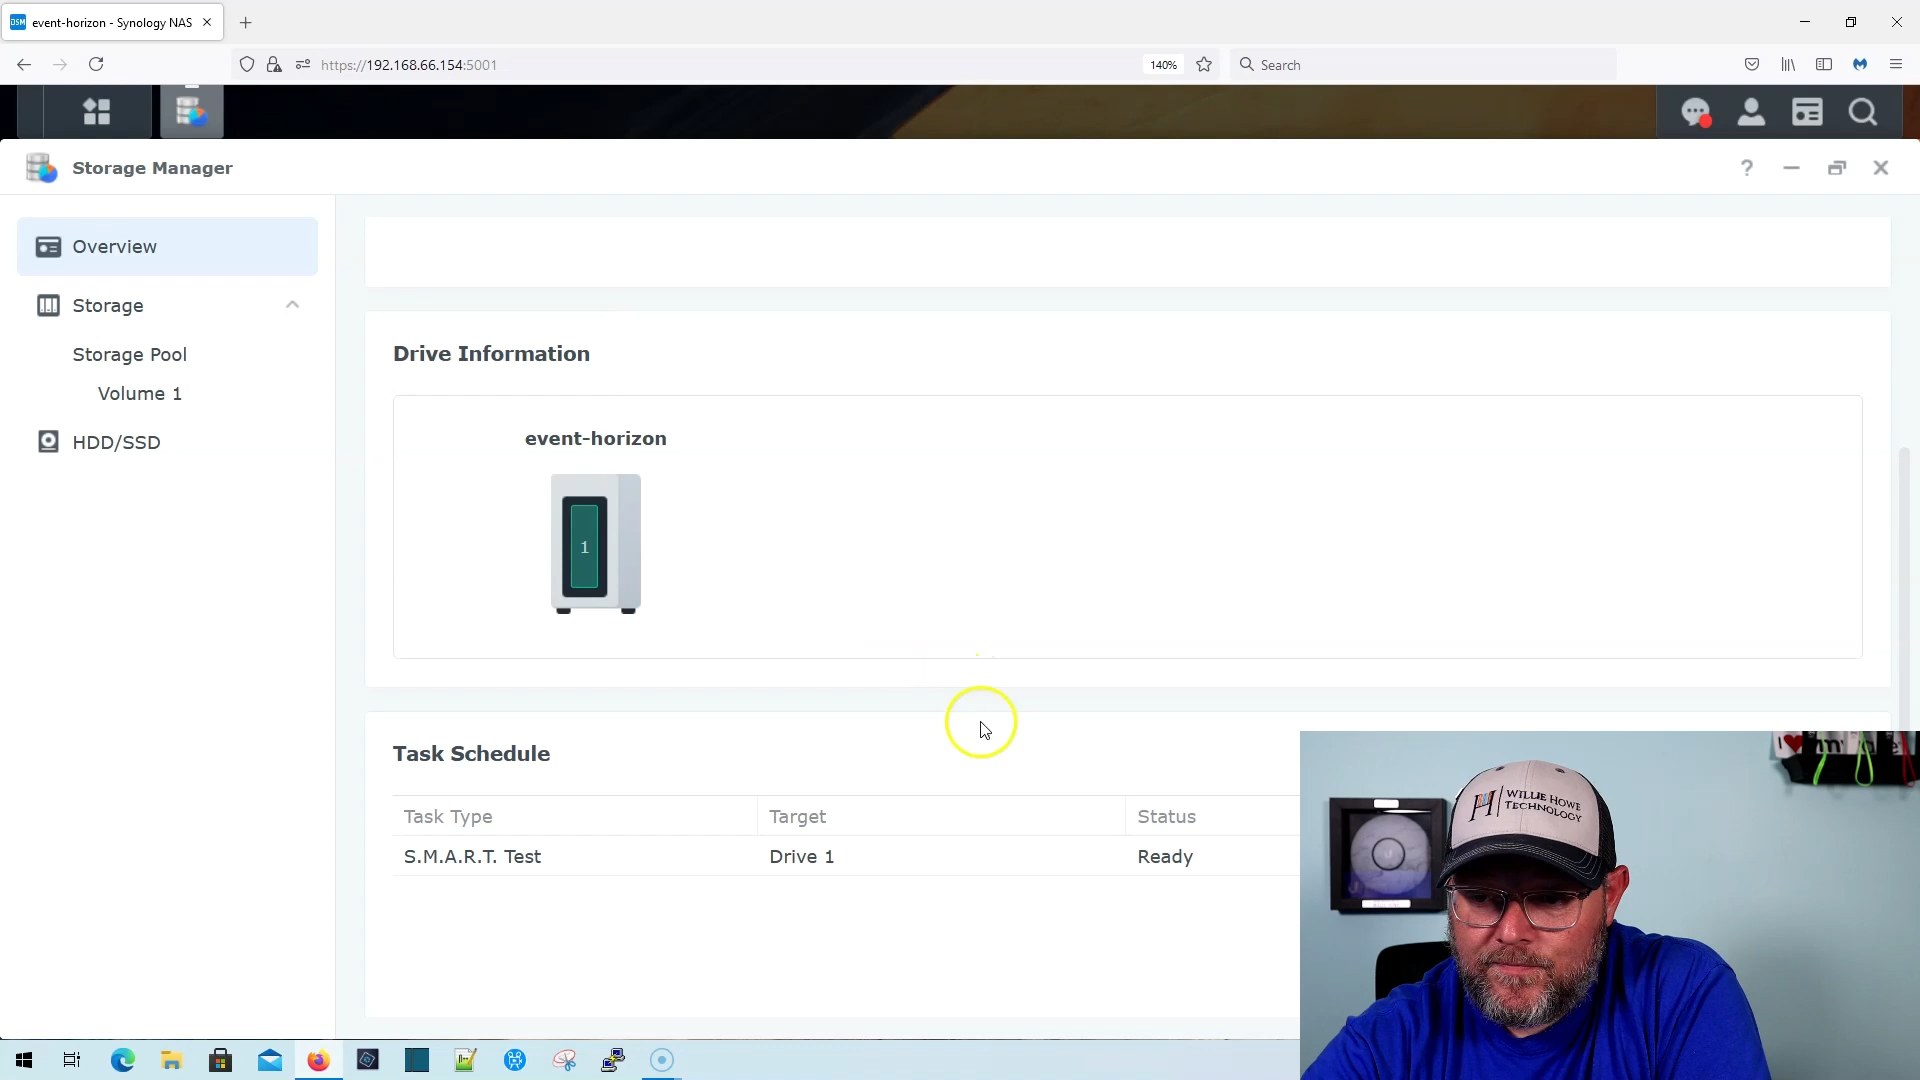 DSM event-horizon - Synology NAS
https://192.168.66.154:5001
140%
Search
Storage Manager
?
Overview
Storage
Storage Pool
Volume 1
HDD/SSD
Drive Information
event-horizon
1
Task Schedule
Task Type Target Status
S.M.A.R.T. Test Drive 1 Ready
WILLIE HOWE
TECHNOLOGY